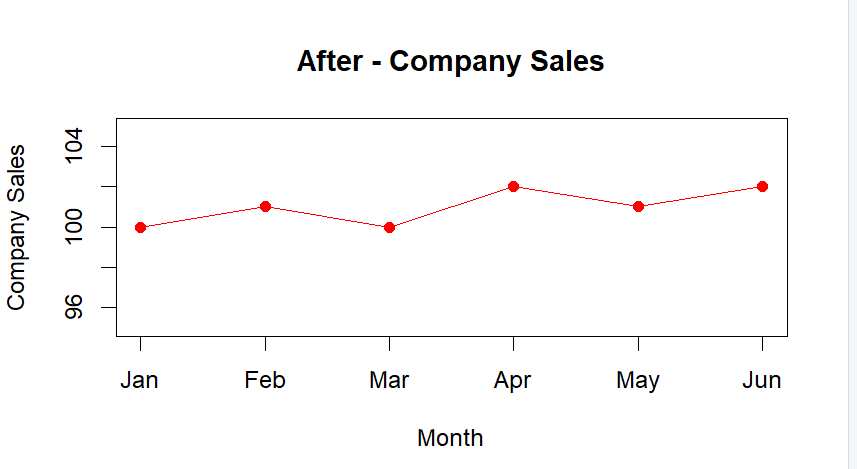 After - Company Sales
Company Sales
104
100
96
Jan Feb Mar Apr May Jun
Month